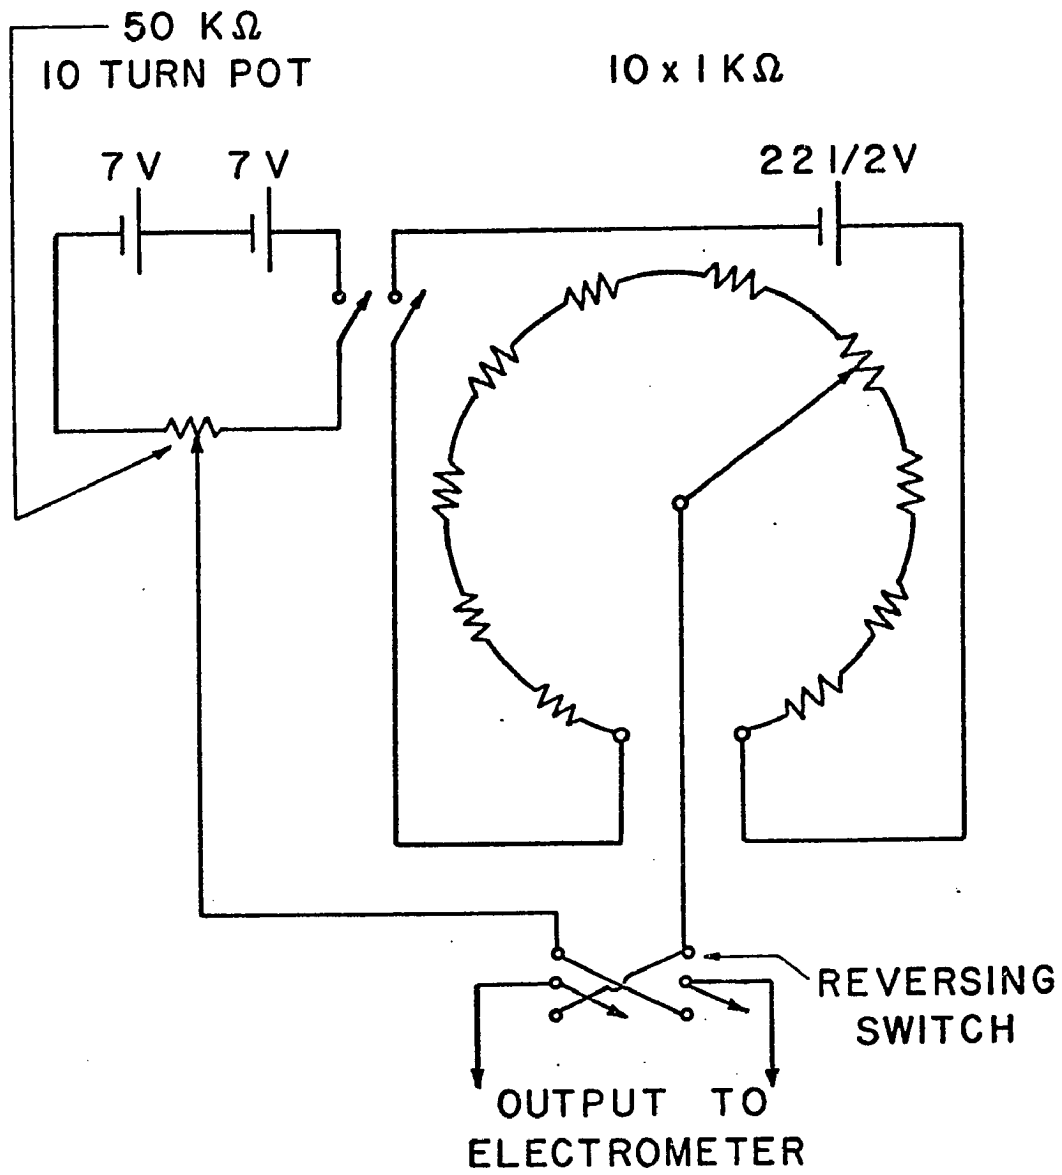 50 KΩ
10 TURN POT
10 x 1 KΩ
7 V
7 V
22 1/2V
REVERSING
SWITCH
OUTPUT TO
ELECTROMETER